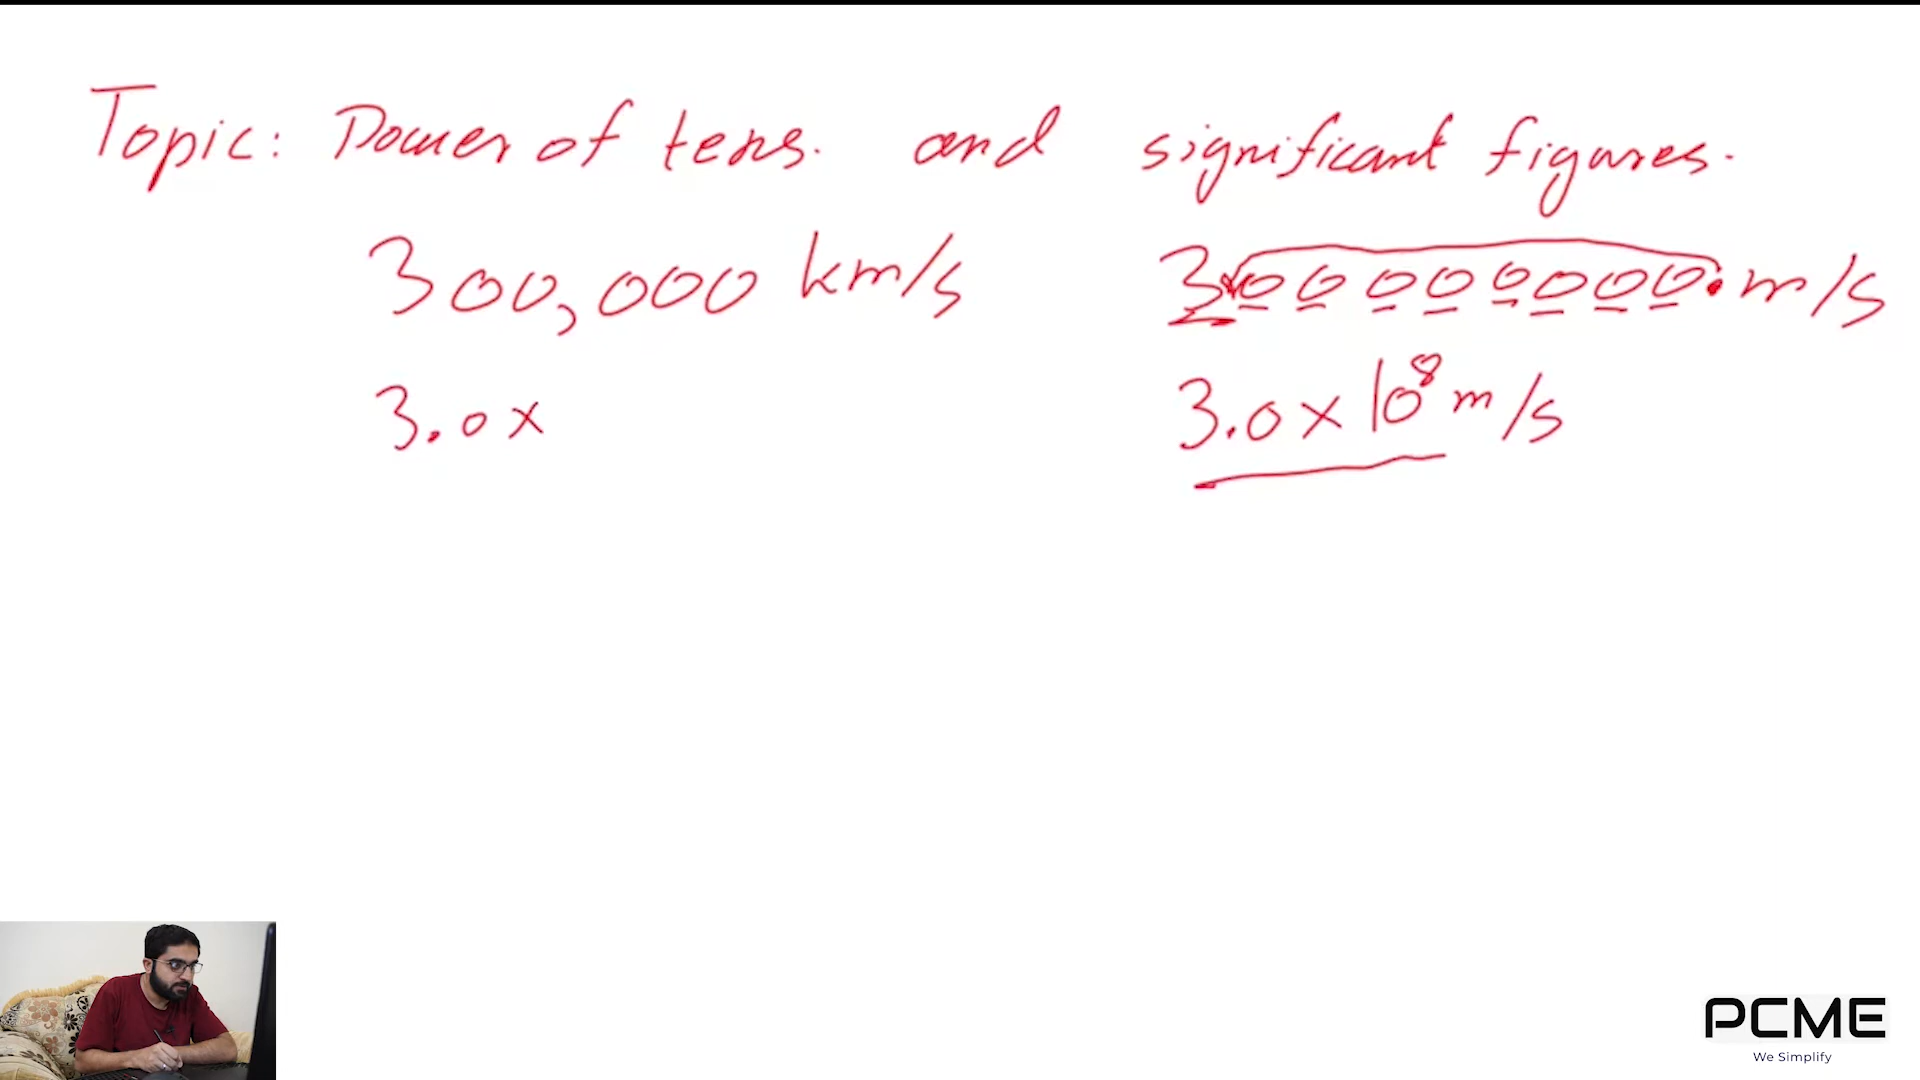 Topic: Power of tens. and significant figures.
300,000 km/s
300000000. m/s
3.0 x
3.0 x 10⁸ m/s
PCME
We Simplify